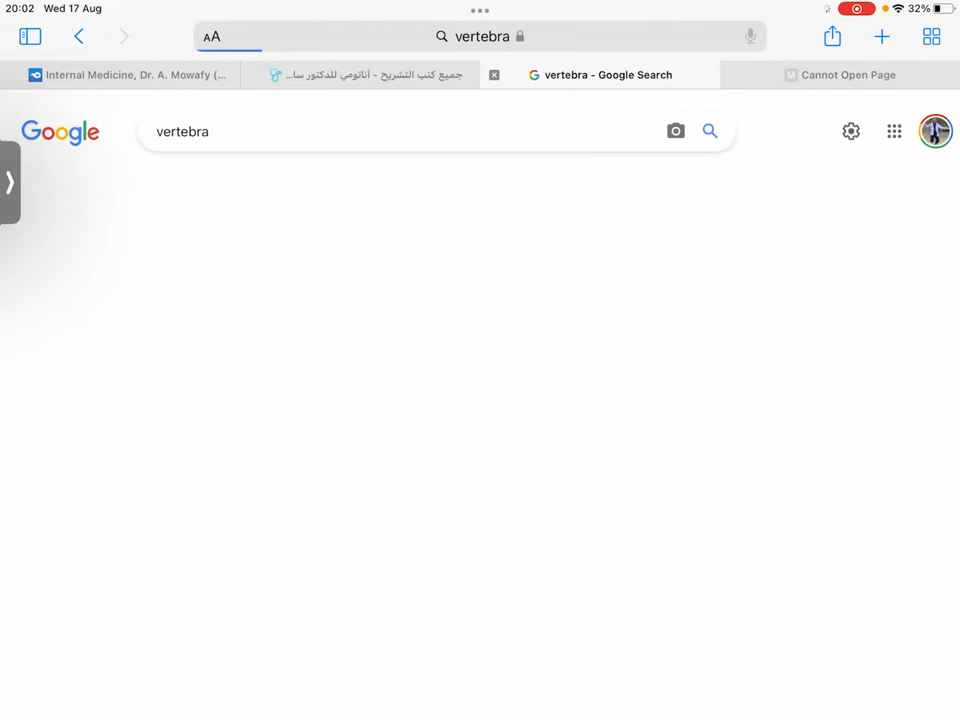 20:02 Wed 17 Aug
32%
AA
vertebra
Internal Medicine, Dr. A. Mowafy (...
جميع كتب التشريح - أناتومي للدكتور سا...
vertebra - Google Search
M Cannot Open Page
Google
vertebra